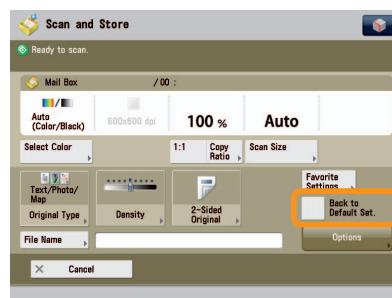 Scan and Store
Ready to scan.
Mail Box /00 :
Auto
(Color/Black)
600x600 dpi
100 %
Auto
Select Color
1:1
Copy
Ratio
Scan Size
Text/Photo/
Map
Original Type
Density
2-Sided
Original
Favorite
Settings
Back to
Default Set.
File Name
Options
Cancel